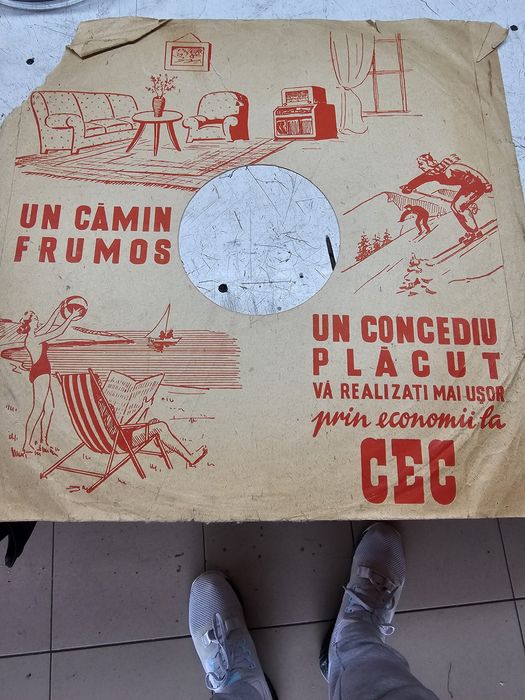 UN CĂMIN
FRUMOS
UN CONCEDIU
PLĂCUT
VĂ REALIZAȚI MAI UȘOR
prin economii la
CEC